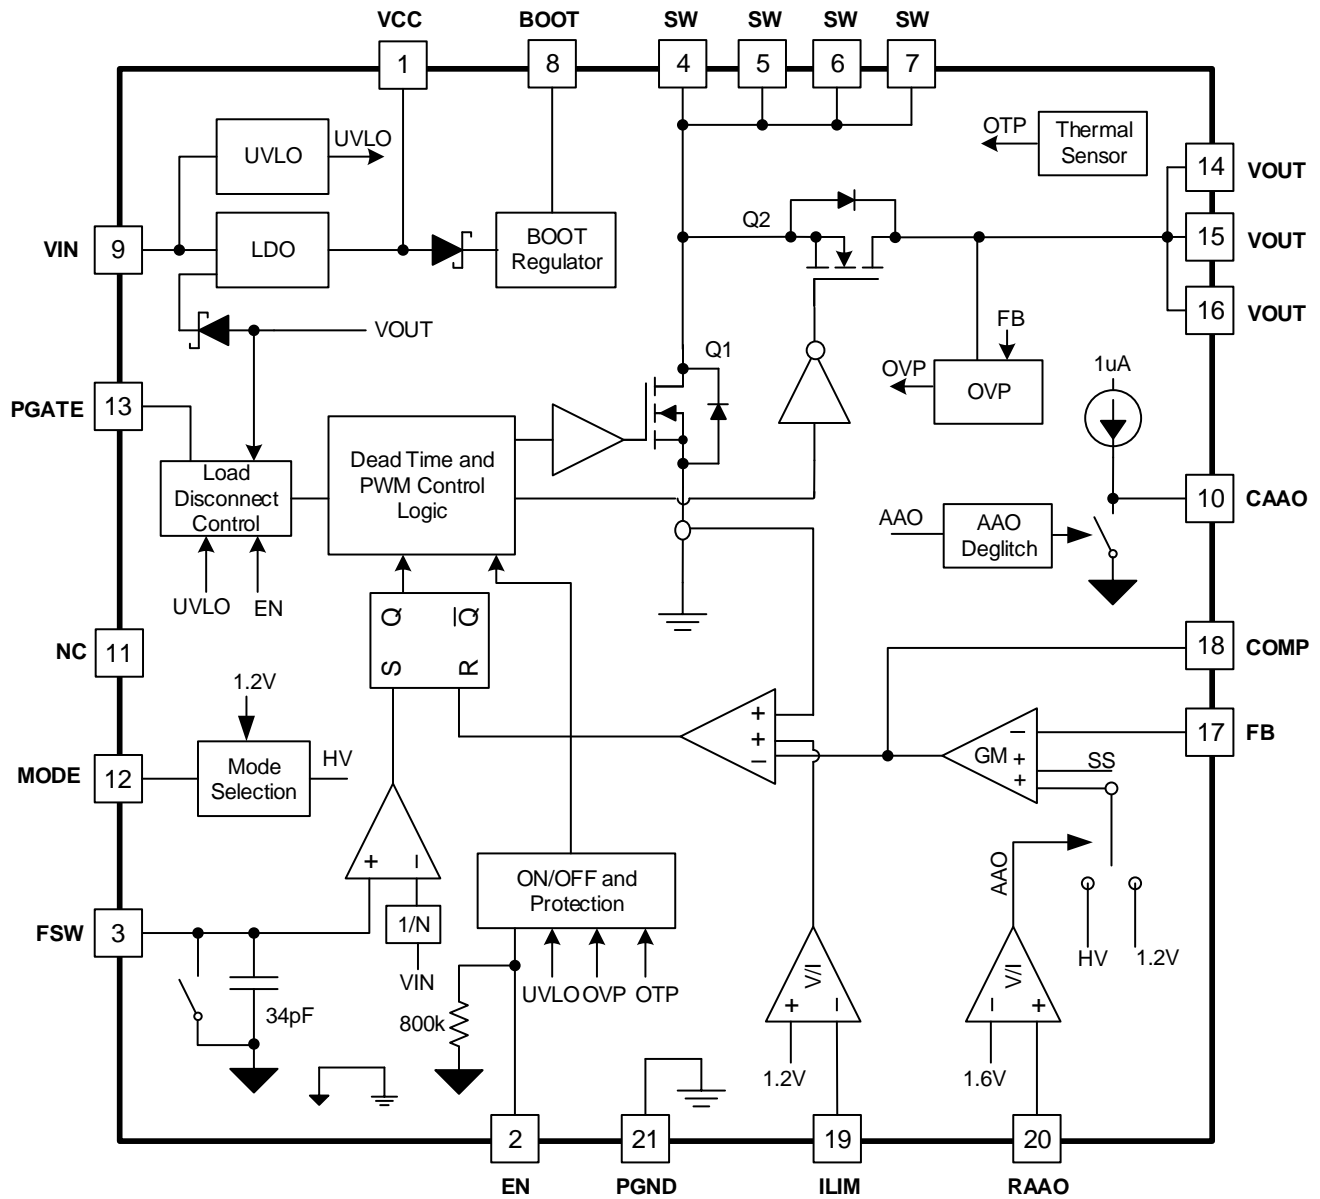 VCC
BOOT
SW
SW
SW
SW
1
8
4
5
6
7
UVLO
UVLO
OTP
Thermal
Sensor
14
VOUT
VIN
9
LDO
BOOT
Regulator
Q2
15
VOUT
16
VOUT
VOUT
FB
Q1
OVP
OVP
1uA
PGATE
13
Load
Disconnect
Control
Dead Time and
PWM Control
Logic
10
CAAO
AAO
AAO
Deglitch
UVLO
EN
Q
Q̅
S
R
NC
11
18
COMP
1.2V
+
+
−
GM
−
+
+
SS
17
FB
MODE
12
Mode
Selection
HV
+
−
ON/OFF and
Protection
AAO
1/N
FSW
3
VIN
34pF
UVLO
OVP
OTP
800k
V/I
+
−
1.2V
V/I
−
+
1.6V
HV
1.2V
2
21
19
20
EN
PGND
ILIM
RAAO